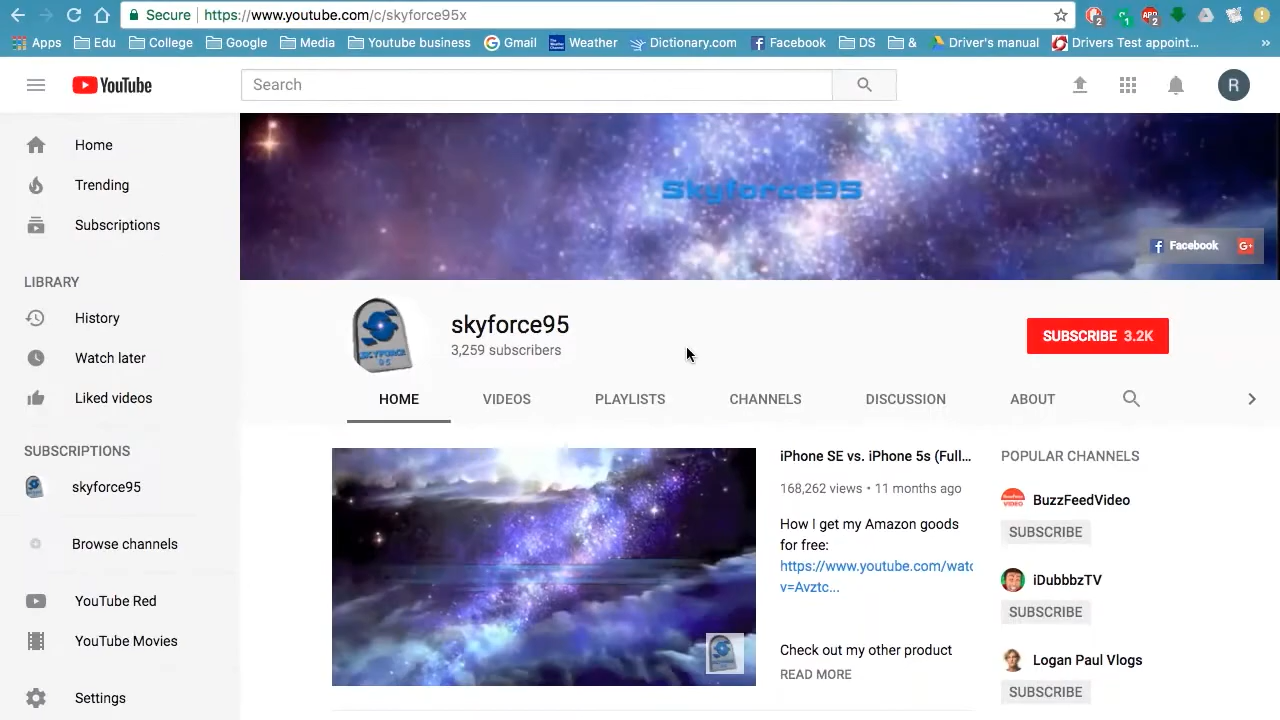 Secure https://www.youtube.com/c/skyforce95x
2 1 2
Apps Edu College Google Media Youtube business Gmail Weather Dictionary.com Facebook DS & Driver's manual Drivers Test appoint... »
YouTube Search R
Home
Trending
Subscriptions
LIBRARY
History
Watch later
Liked videos
SUBSCRIPTIONS
skyforce95
Browse channels
YouTube Red
YouTube Movies
Settings
Skyforce95
Facebook G+
skyforce95
3,259 subscribers
SUBSCRIBE 3.2K
HOME VIDEOS PLAYLISTS CHANNELS DISCUSSION ABOUT
SKYFORCE
95
iPhone SE vs. iPhone 5s (Full...
168,262 views • 11 months ago
How I get my Amazon goods
for free:
https://www.youtube.com/watc
v=Avztc...
Check out my other product
READ MORE
POPULAR CHANNELS
BuzzFeedVideo
SUBSCRIBE
iDubbbzTV
SUBSCRIBE
Logan Paul Vlogs
SUBSCRIBE